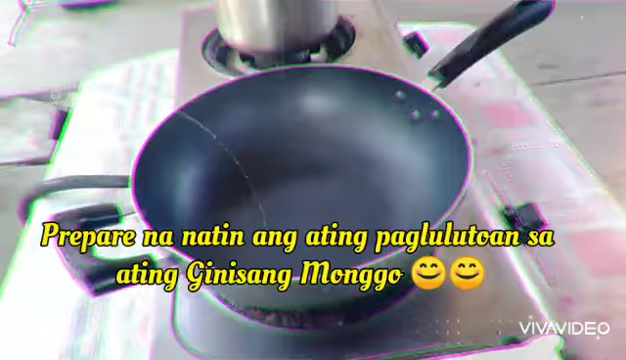 Prepare na natin ang ating paglulutoan sa
ating Ginisang Monggo 😊😊
VIVAVIDEO